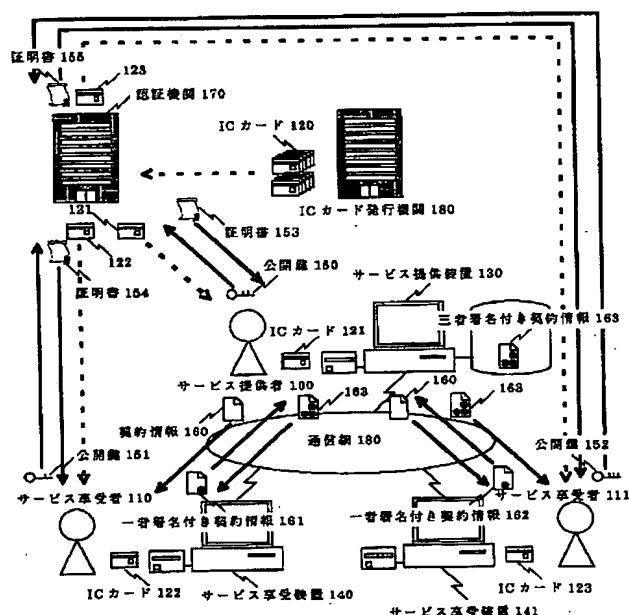 証明書 155
123
認証機関 170
ICカード 120
ICカード発行機関 180
121
122
証明書 154
証明書 153
公開鍵 150
サービス提供装置 130
三者署名付き契約情報 163
ICカード 121
サービス提供者 100
163
160
163
契約情報 160
通信網 180
公開鍵 151
公開鍵 152
サービス享受者 110
サービス享受者 111
一者署名付き契約情報 161
一者署名付き契約情報 162
ICカード 122
サービス享受装置 140
ICカード 123
サービス享受装置 141